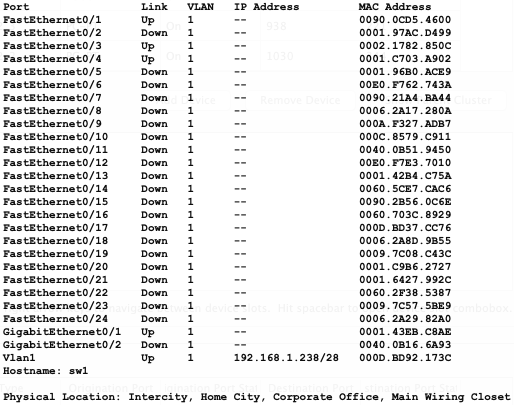 Port Link VLAN IP Address MAC Address
FastEthernet0/1 Up 1 -- 0090.0CD5.4600
FastEthernet0/2 Down 1 -- 0001.97AC.D499
FastEthernet0/3 Up 1 -- 0002.1782.850C
FastEthernet0/4 Up 1 -- 0001.C703.A902
FastEthernet0/5 Down 1 -- 0001.96B0.ACE9
FastEthernet0/6 Down 1 -- 00E0.F762.743A
FastEthernet0/7 Down 1 -- 0090.21A4.BA44
FastEthernet0/8 Down 1 -- 0006.2A17.280A
FastEthernet0/9 Down 1 -- 000A.F327.ADB7
FastEthernet0/10 Down 1 -- 000C.8579.C911
FastEthernet0/11 Down 1 -- 0040.0B51.9450
FastEthernet0/12 Down 1 -- 00E0.F7E3.7010
FastEthernet0/13 Down 1 -- 0001.42B4.C75A
FastEthernet0/14 Down 1 -- 0060.5CE7.CAC6
FastEthernet0/15 Down 1 -- 0090.2B56.0C6E
FastEthernet0/16 Down 1 -- 0060.703C.8929
FastEthernet0/17 Down 1 -- 000D.BD37.CC76
FastEthernet0/18 Down 1 -- 0006.2A8D.9B55
FastEthernet0/19 Down 1 -- 0009.7C08.C43C
FastEthernet0/20 Down 1 -- 0001.C9B6.2727
FastEthernet0/21 Down 1 -- 0001.6427.992C
FastEthernet0/22 Down 1 -- 0060.2F38.5387
FastEthernet0/23 Down 1 -- 0009.7C57.5BE9
FastEthernet0/24 Down 1 -- 0006.2A29.82A0
GigabitEthernet0/1 Up 1 -- 0001.43EB.C8AE
GigabitEthernet0/2 Down 1 -- 0040.0B16.6A93
Vlan1 Up 1 192.168.1.238/28 000D.BD92.173C
Hostname: sw1
Physical Location: Intercity, Home City, Corporate Office, Main Wiring Closet